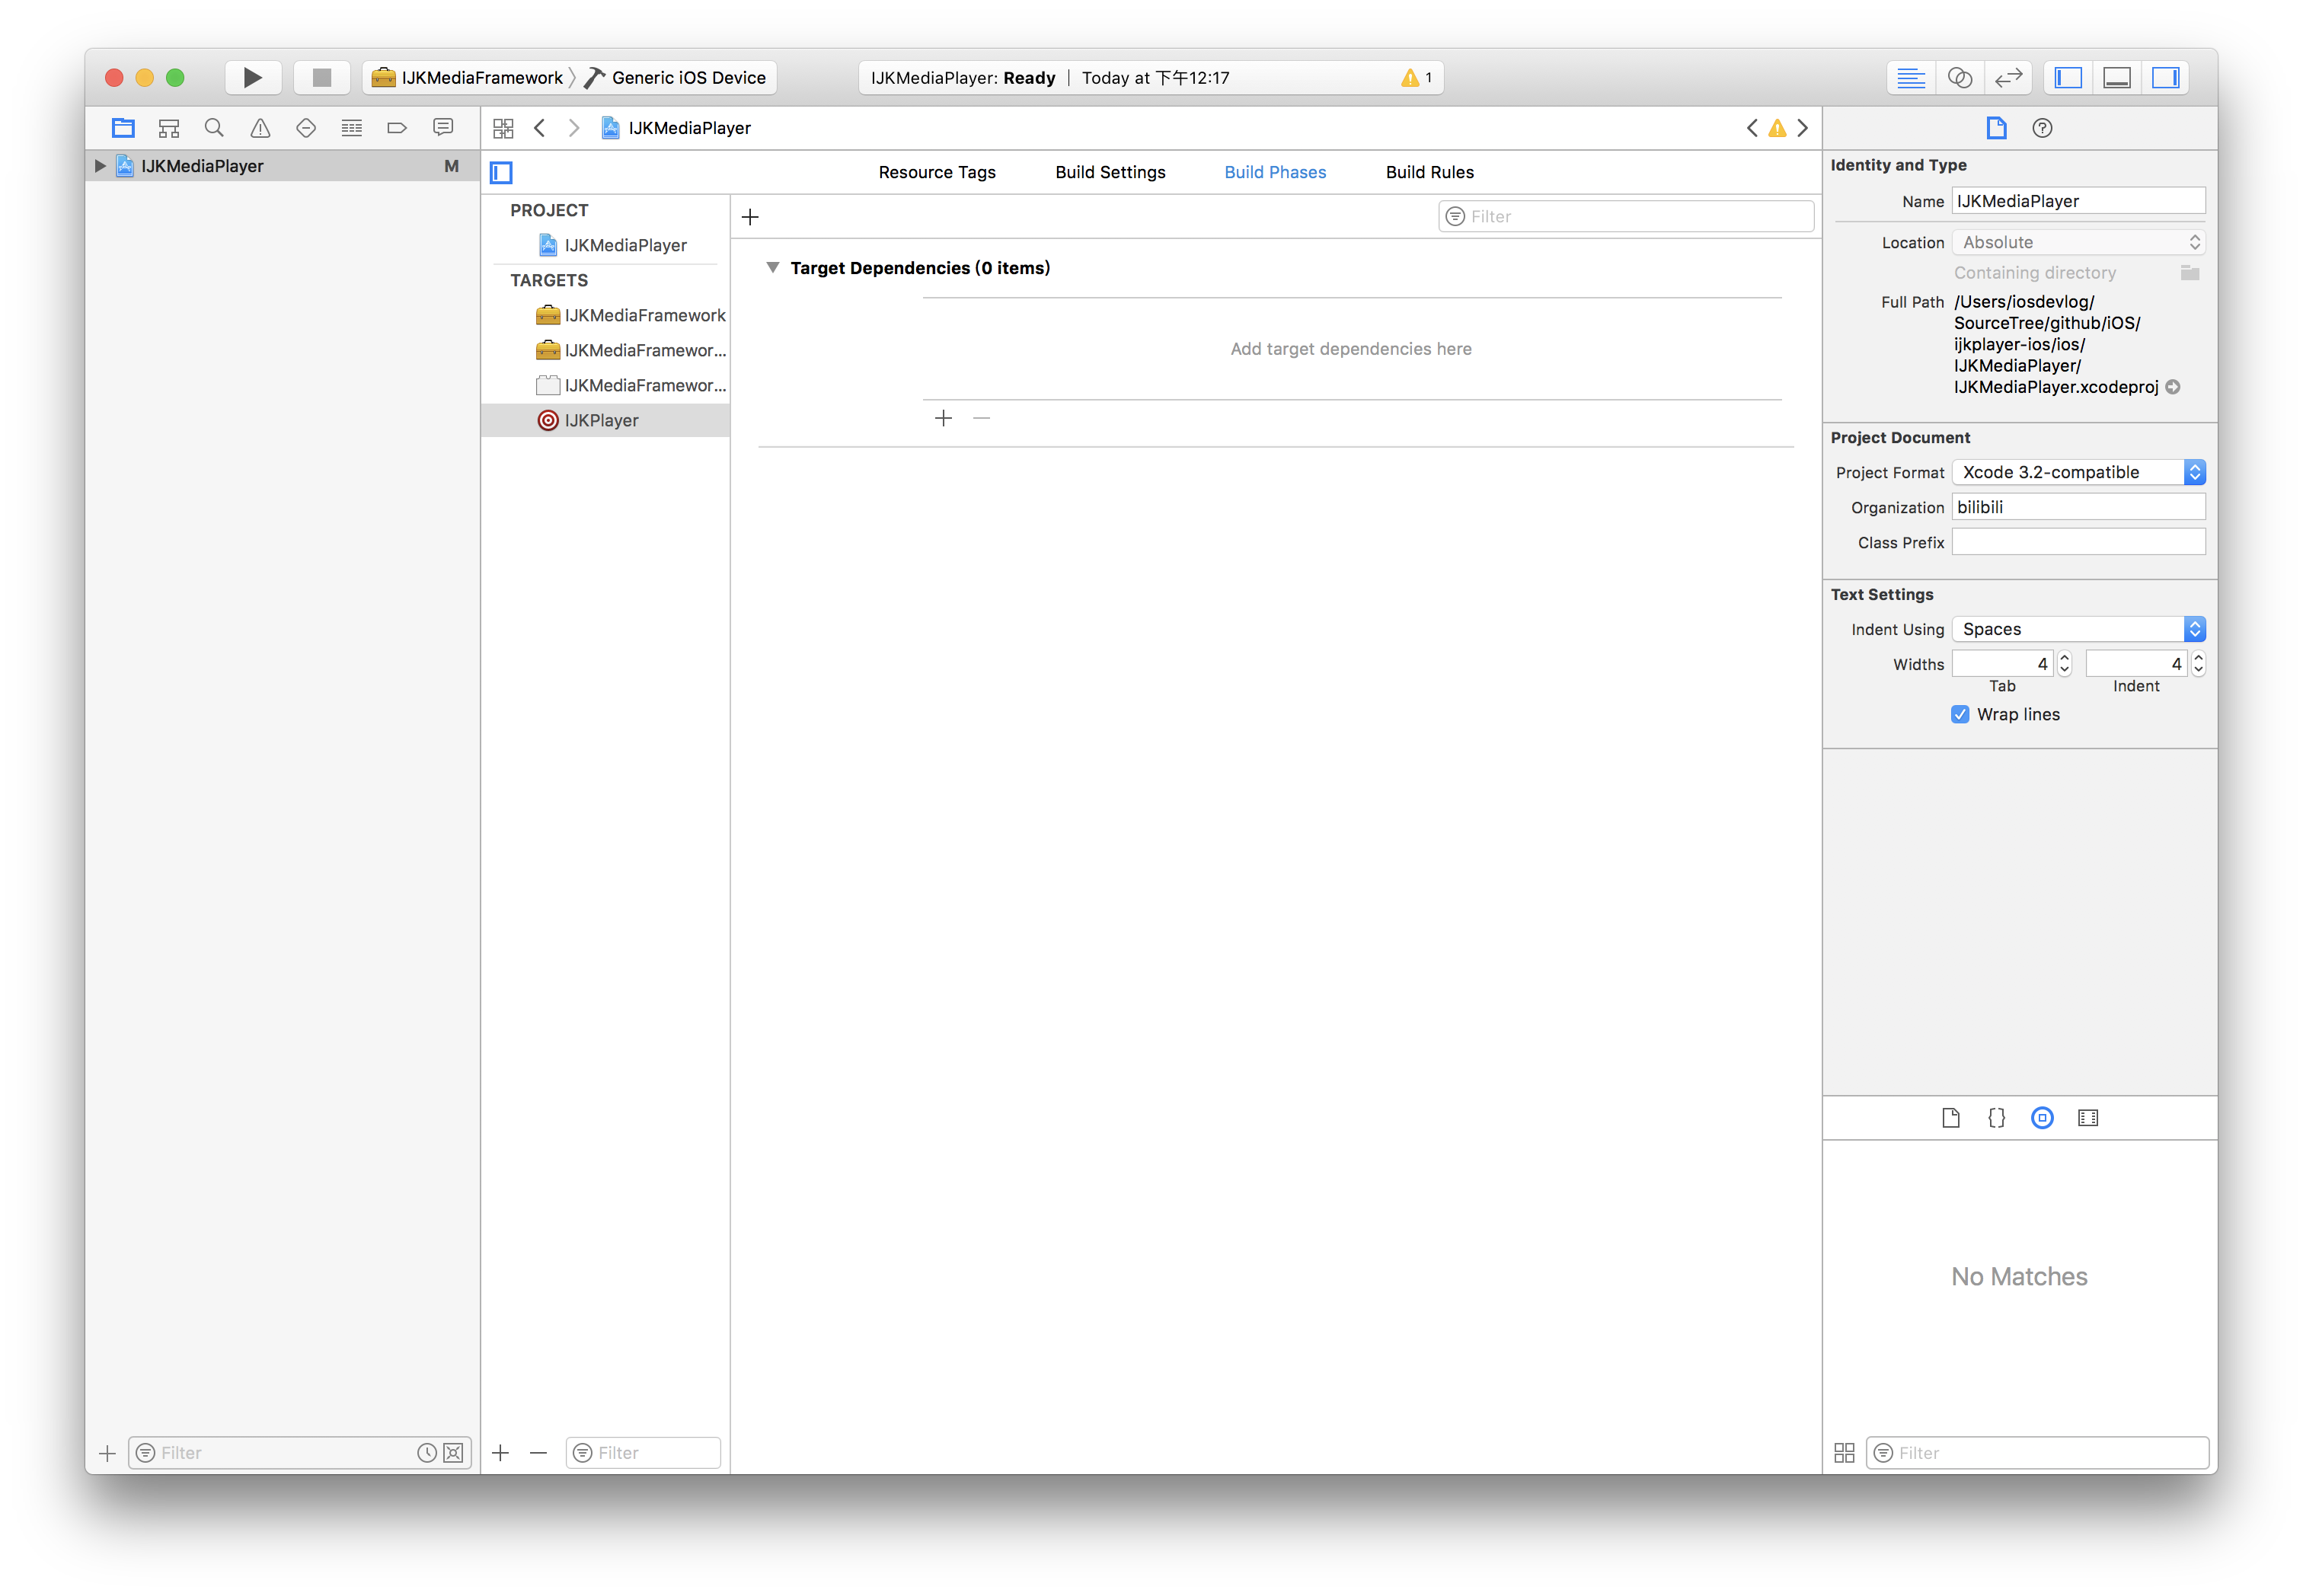 IJKMediaFramework
Generic iOS Device
IJKMediaPlayer: Ready | Today at 下午12:17
1
IJKMediaPlayer
M
IJKMediaPlayer
Resource Tags
Build Settings
Build Phases
Build Rules
PROJECT
IJKMediaPlayer
TARGETS
IJKMediaFramework
IJKMediaFramewor...
IJKMediaFramewor...
IJKPlayer
Filter
Target Dependencies (0 items)
Add target dependencies here
Identity and Type
Name IJKMediaPlayer
Location Absolute
Containing directory
Full Path /Users/iosdevlog/
SourceTree/github/iOS/
ijkplayer-ios/ios/
IJKMediaPlayer/
IJKMediaPlayer.xcodeproj
Project Document
Project Format Xcode 3.2-compatible
Organization bilibili
Class Prefix
Text Settings
Indent Using Spaces
Widths 4 4
Tab Indent
Wrap lines
No Matches
Filter
Filter
Filter